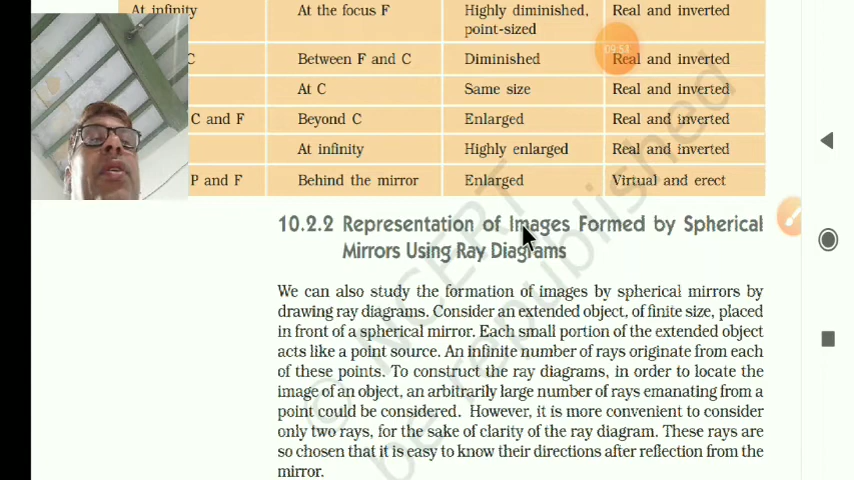 At infinity At the focus F Highly diminished, Real and inverted
point-sized
09:51
C Between F and C Diminished Real and inverted
At C Same size Real and inverted
C and F Beyond C Enlarged Real and inverted
At infinity Highly enlarged Real and inverted
P and F Behind the mirror Enlarged Virtual and erect
10.2.2 Representation of Images Formed by Spherical
Mirrors Using Ray Diagrams
We can also study the formation of images by spherical mirrors by
drawing ray diagrams. Consider an extended object, of finite size, placed
in front of a spherical mirror. Each small portion of the extended object
acts like a point source. An infinite number of rays originate from each
of these points. To construct the ray diagrams, in order to locate the
image of an object, an arbitrarily large number of rays emanating from a
point could be considered. However, it is more convenient to consider
only two rays, for the sake of clarity of the ray diagram. These rays are
so chosen that it is easy to know their directions after reflection from the
mirror.
© NCERT
be republished